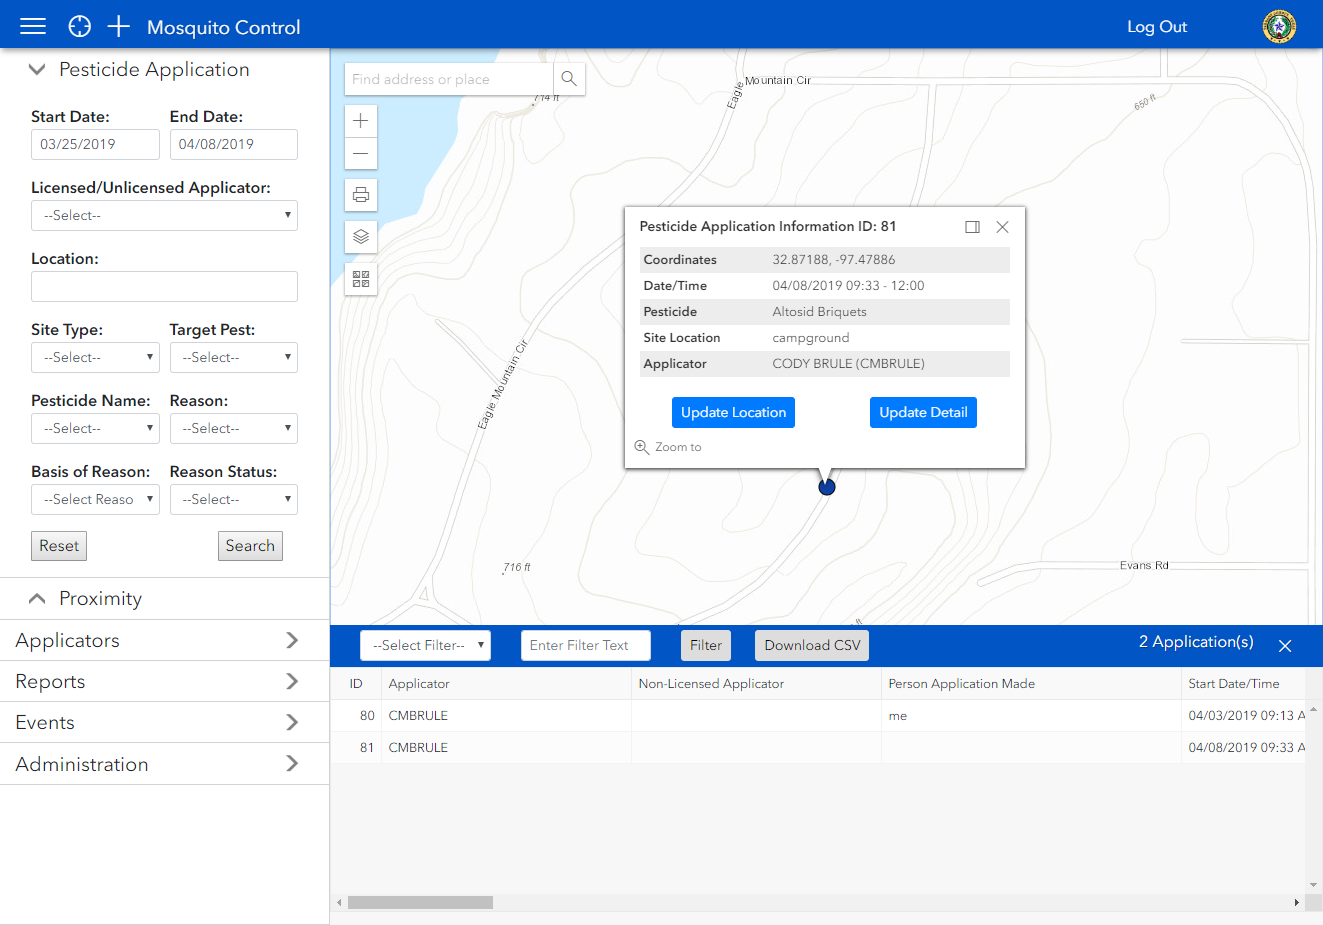 Mosquito Control
Log Out
Pesticide Application
Start Date:
End Date:
03/25/2019
04/08/2019
Licensed/Unlicensed Applicator:
--Select--
Location:
Site Type:
Target Pest:
--Select--
--Select--
Pesticide Name:
Reason:
--Select--
--Select--
Basis of Reason:
Reason Status:
--Select Reaso
--Select--
Reset
Search
Proximity
Applicators
Reports
Events
Administration
Find address or place
714 ft
Eagle Mountain Cir
650 ft
Eagle Mountain Cir
716 ft
Evans Rd
ft
Pesticide Application Information ID: 81
Coordinates 32.87188, -97.47886
Date/Time 04/08/2019 09:33 - 12:00
Pesticide Altosid Briquets
Site Location campground
Applicator CODY BRULE (CMBRULE)
Update Location
Update Detail
Zoom to
--Select Filter--
Enter Filter Text
Filter
Download CSV
2 Application(s)
ID Applicator Non-Licensed Applicator Person Application Made Start Date/Time
80 CMBRULE me 04/03/2019 09:13 A
81 CMBRULE 04/08/2019 09:33 A